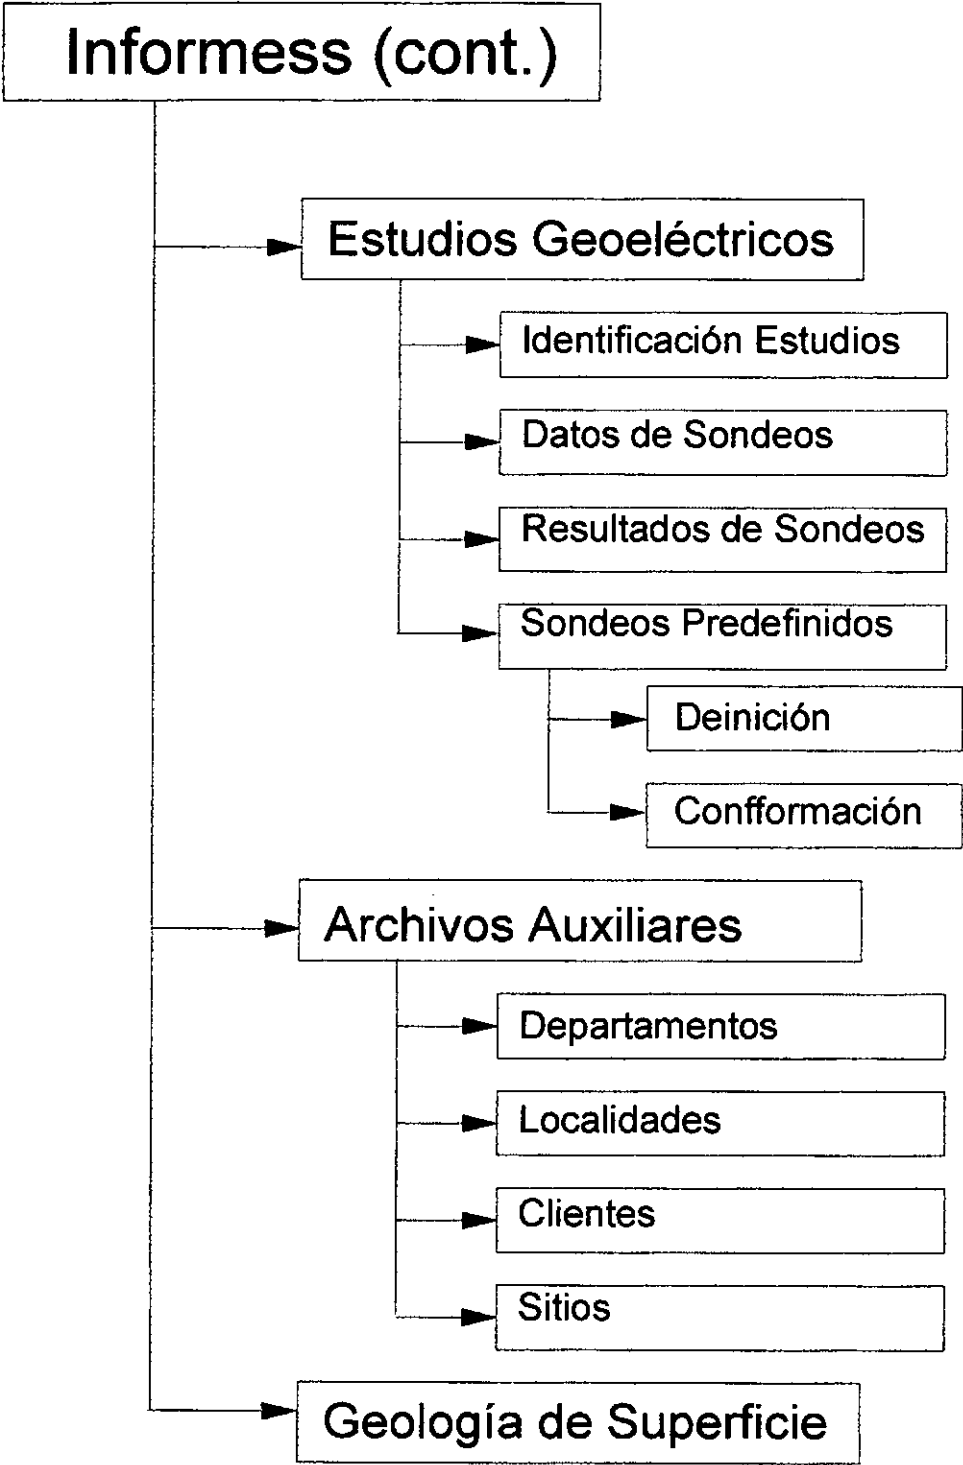 Informess (cont.)
Estudios Geoeléctricos
Identificación Estudios
Datos de Sondeos
Resultados de Sondeos
Sondeos Predefinidos
Deinición
Confformación
Archivos Auxiliares
Departamentos
Localidades
Clientes
Sitios
Geología de Superficie